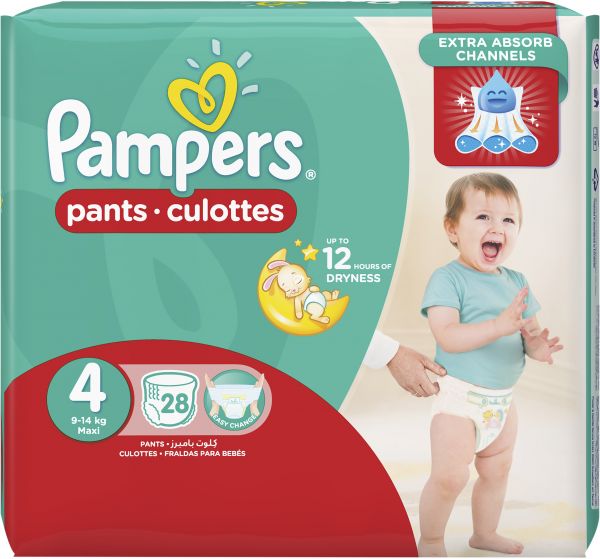 Pampers®
pants · culottes
EXTRA ABSORB
CHANNELS
UP TO
12 HOURS OF
DRYNESS
4
9-14 kg
Maxi
28
EASY CHANGE
PANTS · كلوت بامبرز
CULOTTES · FRALDAS PARA BEBÉS